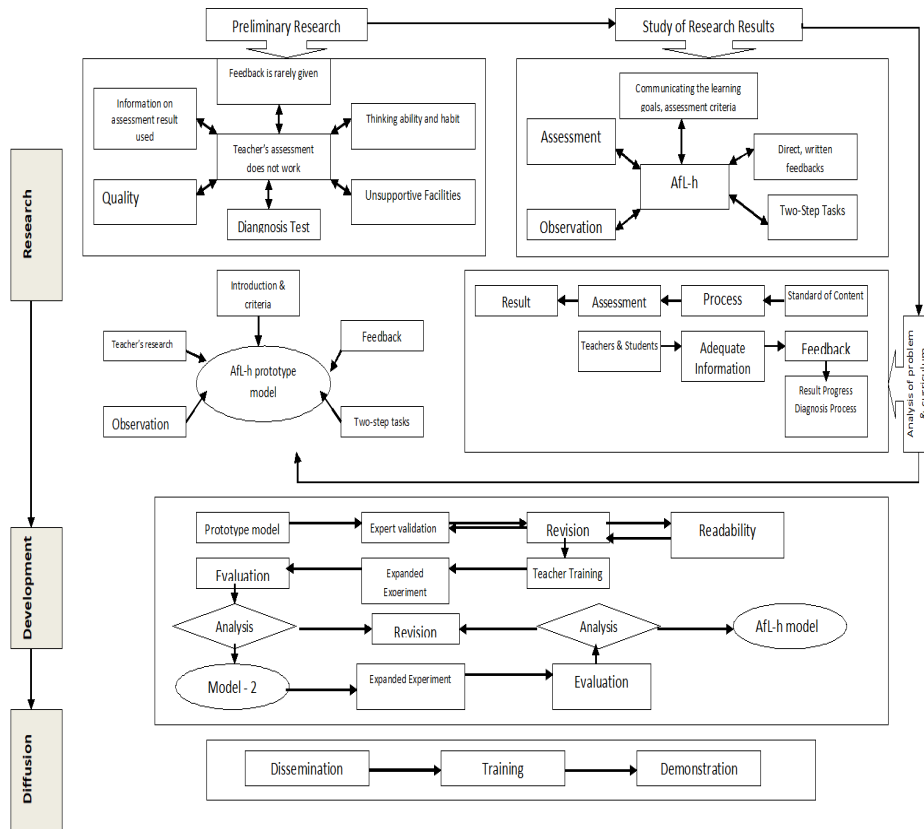 Preliminary Research
Study of Research Results
Feedback is rarely given
Information on
assessment result
used
Thinking ability and habit
Teacher's assessment
does not work
Quality
Unsupportive Facilities
Diangnosis Test
Communicating the learning
goals, assessment criteria
Assessment
Direct, written
feedbacks
AfL-h
Observation
Two-Step Tasks
Research
Introduction &
criteria
Teacher's research
Feedback
AfL-h prototype
model
Observation
Two-step tasks
Result
Assessment
Process
Standard of Content
Teachers & Students
Adequate
Information
Feedback
Result Progress
Diagnosis Process
Analysis of problem
& curriculum
Development
Prototype model
Expert validation
Revision
Readability
Evaluation
Expanded
Experiment
Teacher Training
Analysis
Revision
Analysis
AfL-h model
Model - 2
Expanded Experiment
Evaluation
Diffusion
Dissemination
Training
Demonstration